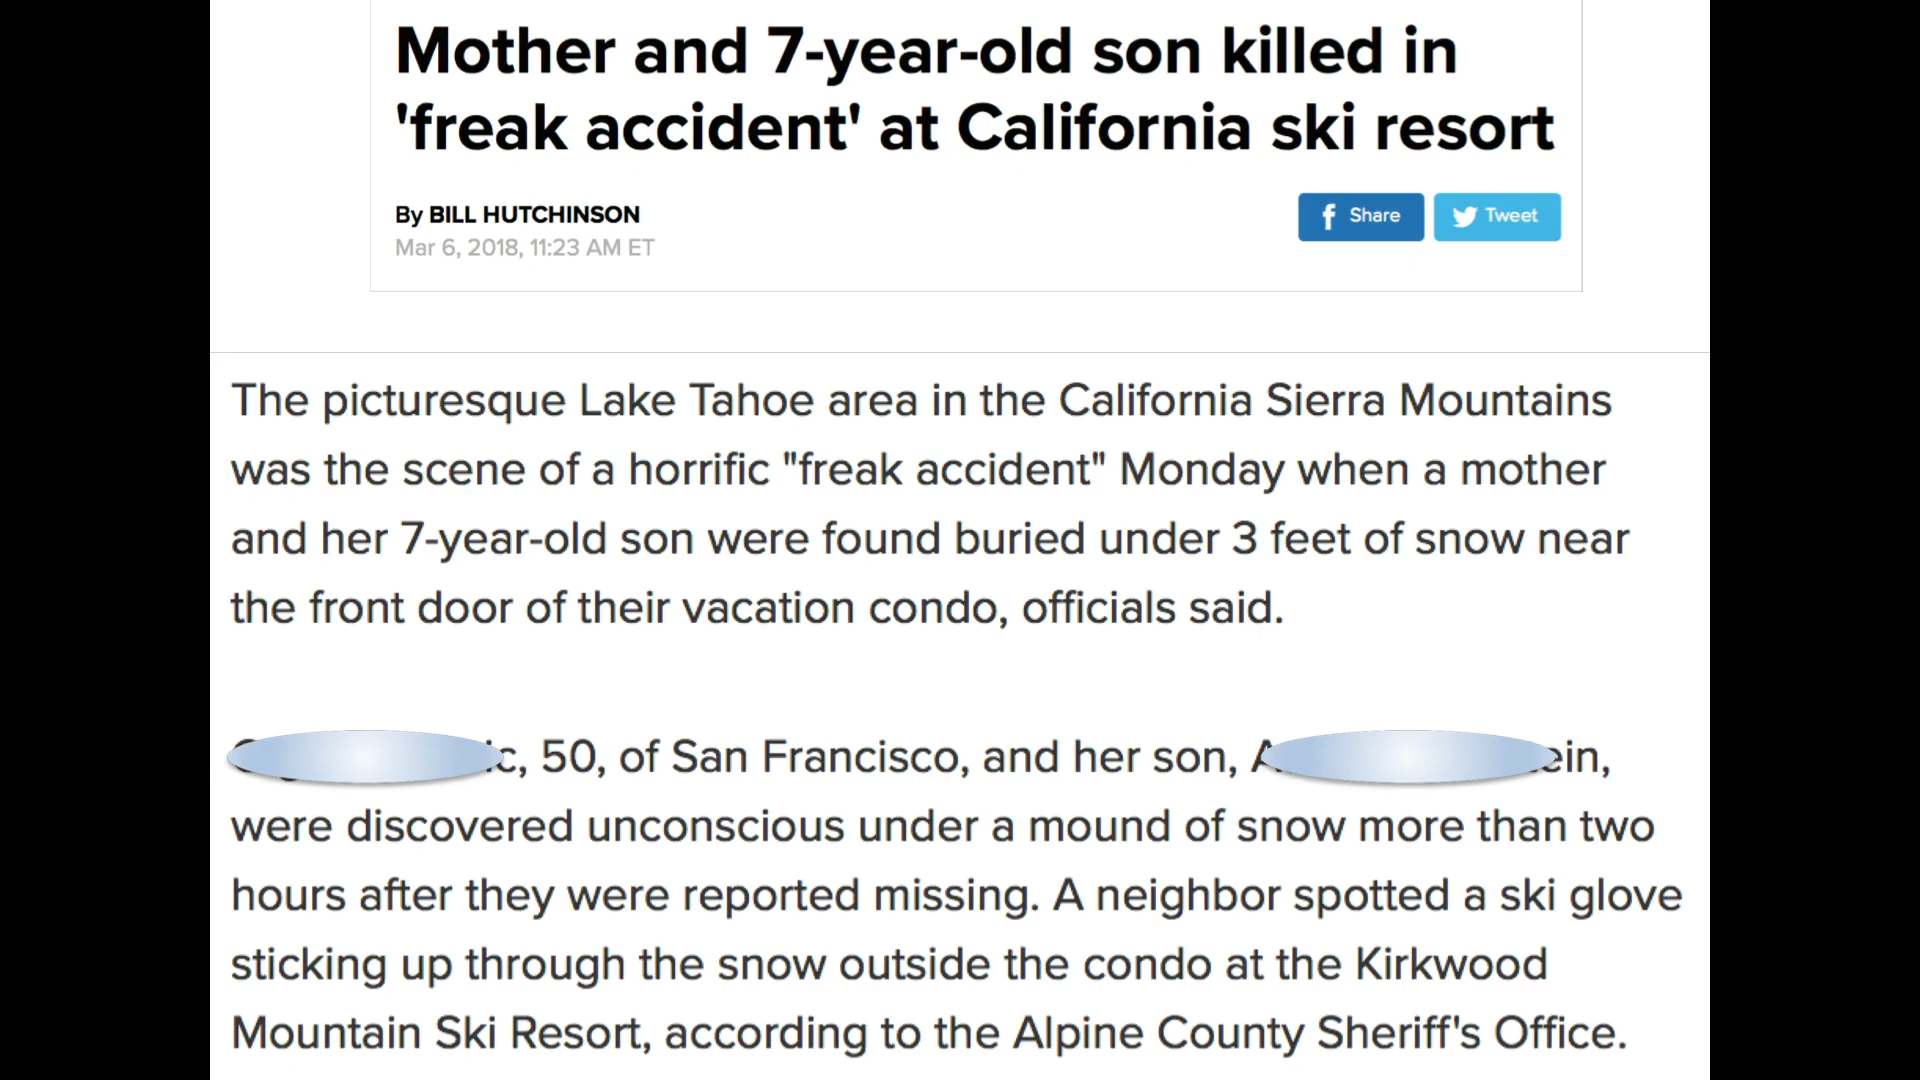 Mother and 7-year-old son killed in
'freak accident' at California ski resort
By BILL HUTCHINSON
Share
Tweet
Mar 6, 2018, 11:23 AM ET
The picturesque Lake Tahoe area in the California Sierra Mountains
was the scene of a horrific "freak accident" Monday when a mother
and her 7-year-old son were found buried under 3 feet of snow near
the front door of their vacation condo, officials said.
, 50, of San Francisco, and her son,
were discovered unconscious under a mound of snow more than two
hours after they were reported missing. A neighbor spotted a ski glove
sticking up through the snow outside the condo at the Kirkwood
Mountain Ski Resort, according to the Alpine County Sheriff's Office.